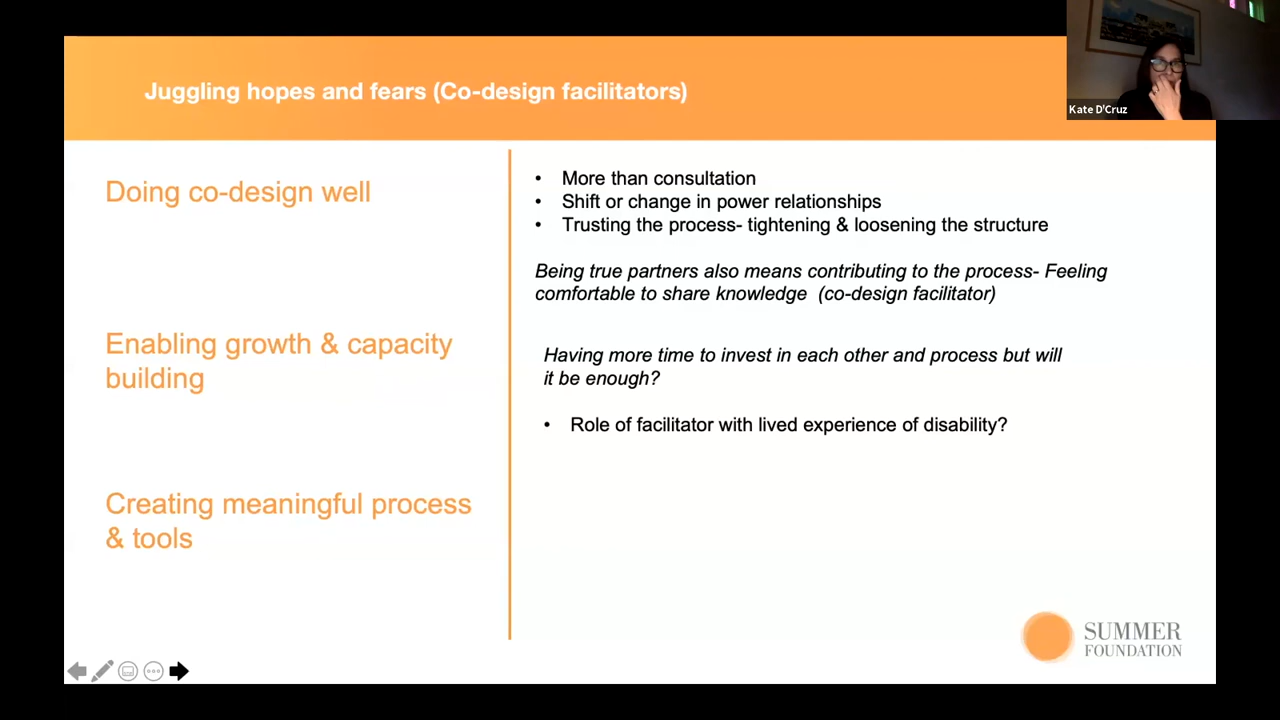 Juggling hopes and fears (Co-design facilitators)
Kate D'Cruz
Doing co-design well
• More than consultation
• Shift or change in power relationships
• Trusting the process- tightening & loosening the structure
Being true partners also means contributing to the process- Feeling
comfortable to share knowledge (co-design facilitator)
Enabling growth & capacity
building
Having more time to invest in each other and process but will
it be enough?
• Role of facilitator with lived experience of disability?
Creating meaningful process
& tools
SUMMER
FOUNDATION